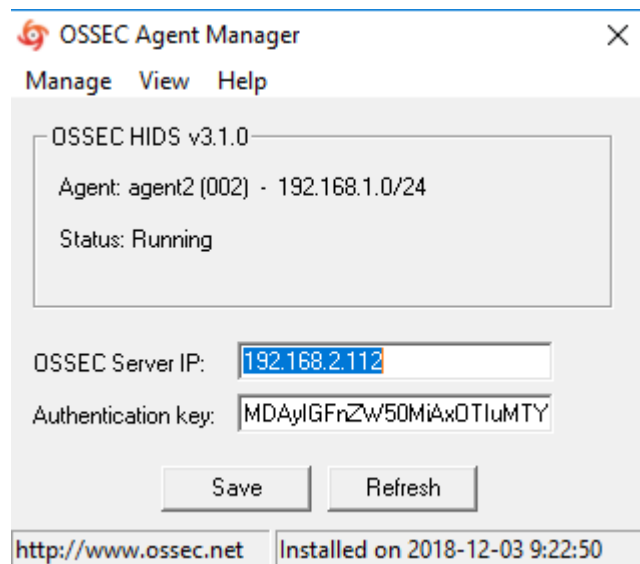 OSSEC Agent Manager
Manage View Help
OSSEC HIDS v3.1.0
Agent: agent2 (002) - 192.168.1.0/24
Status: Running
OSSEC Server IP: 192.168.2.112
Authentication key: MDAyIGFnZW50MiAxOTIuMTY
Save Refresh
http://www.ossec.net Installed on 2018-12-03 9:22:50